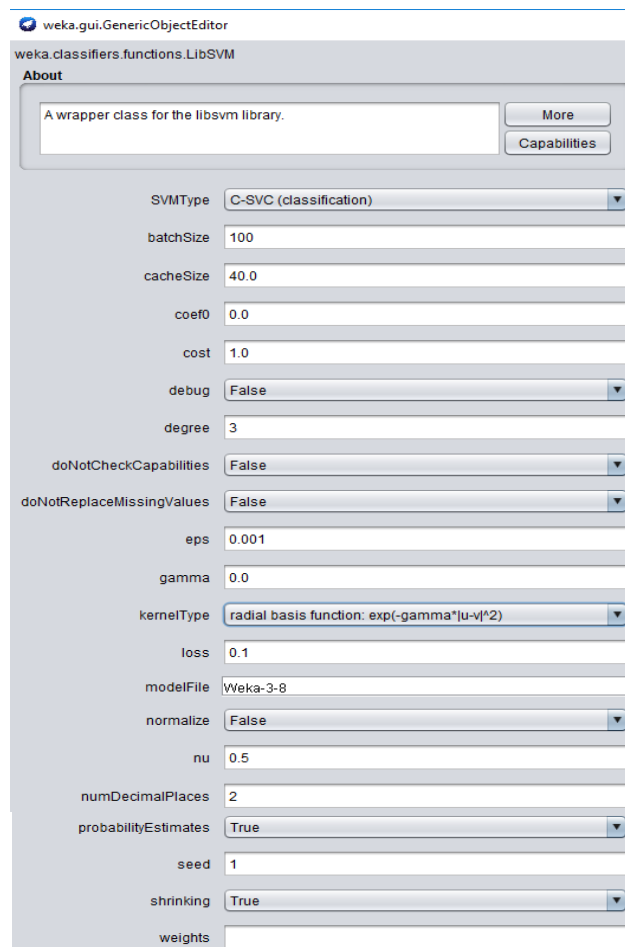 weka.gui.GenericObjectEditor
weka.classifiers.functions.LibSVM
About
A wrapper class for the libsvm library.
More
Capabilities
SVMType C-SVC (classification)
batchSize 100
cacheSize 40.0
coef0 0.0
cost 1.0
debug False
degree 3
doNotCheckCapabilities False
doNotReplaceMissingValues False
eps 0.001
gamma 0.0
kernelType radial basis function: exp(-gamma*|u-v|^2)
loss 0.1
modelFile Weka-3-8
normalize False
nu 0.5
numDecimalPlaces 2
probabilityEstimates True
seed 1
shrinking True
weights